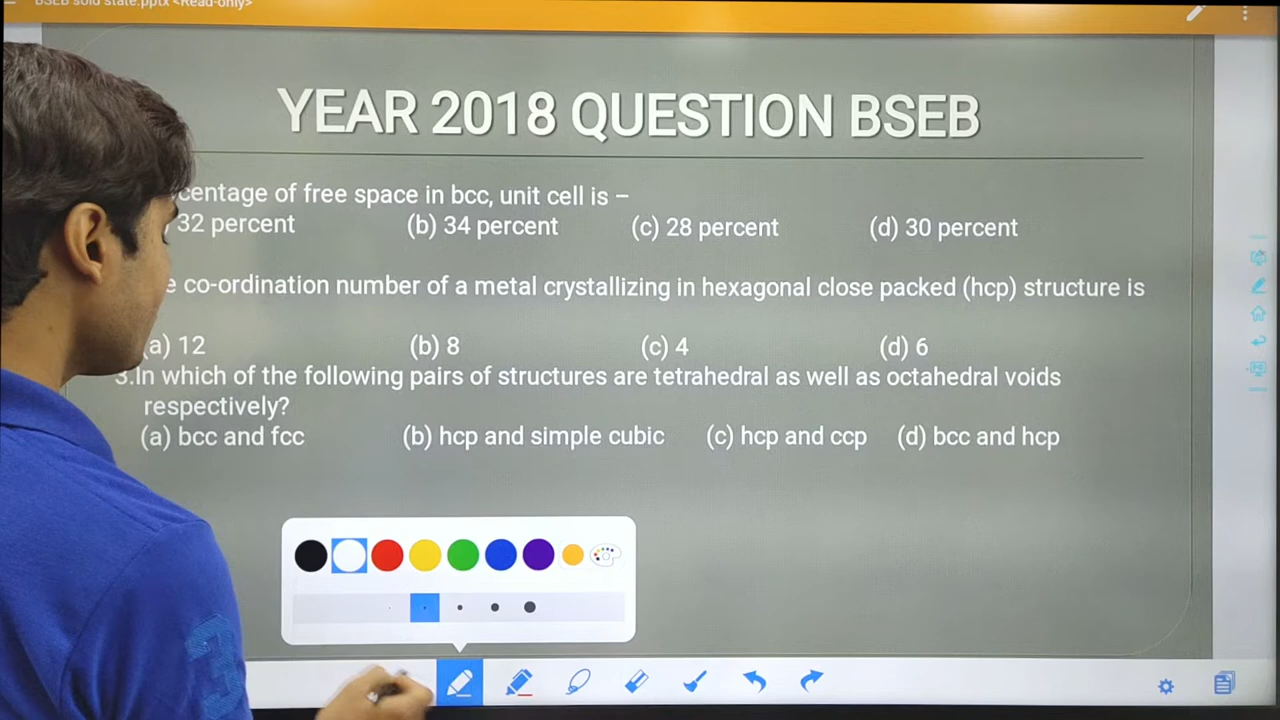 BSEB solid state.pptx <Read-only>
YEAR 2018 QUESTION BSEB
centage of free space in bcc, unit cell is –
32 percent (b) 34 percent (c) 28 percent (d) 30 percent
co-ordination number of a metal crystallizing in hexagonal close packed (hcp) structure is
(a) 12 (b) 8 (c) 4 (d) 6
3.In which of the following pairs of structures are tetrahedral as well as octahedral voids
respectively?
(a) bcc and fcc (b) hcp and simple cubic (c) hcp and ccp (d) bcc and hcp
3